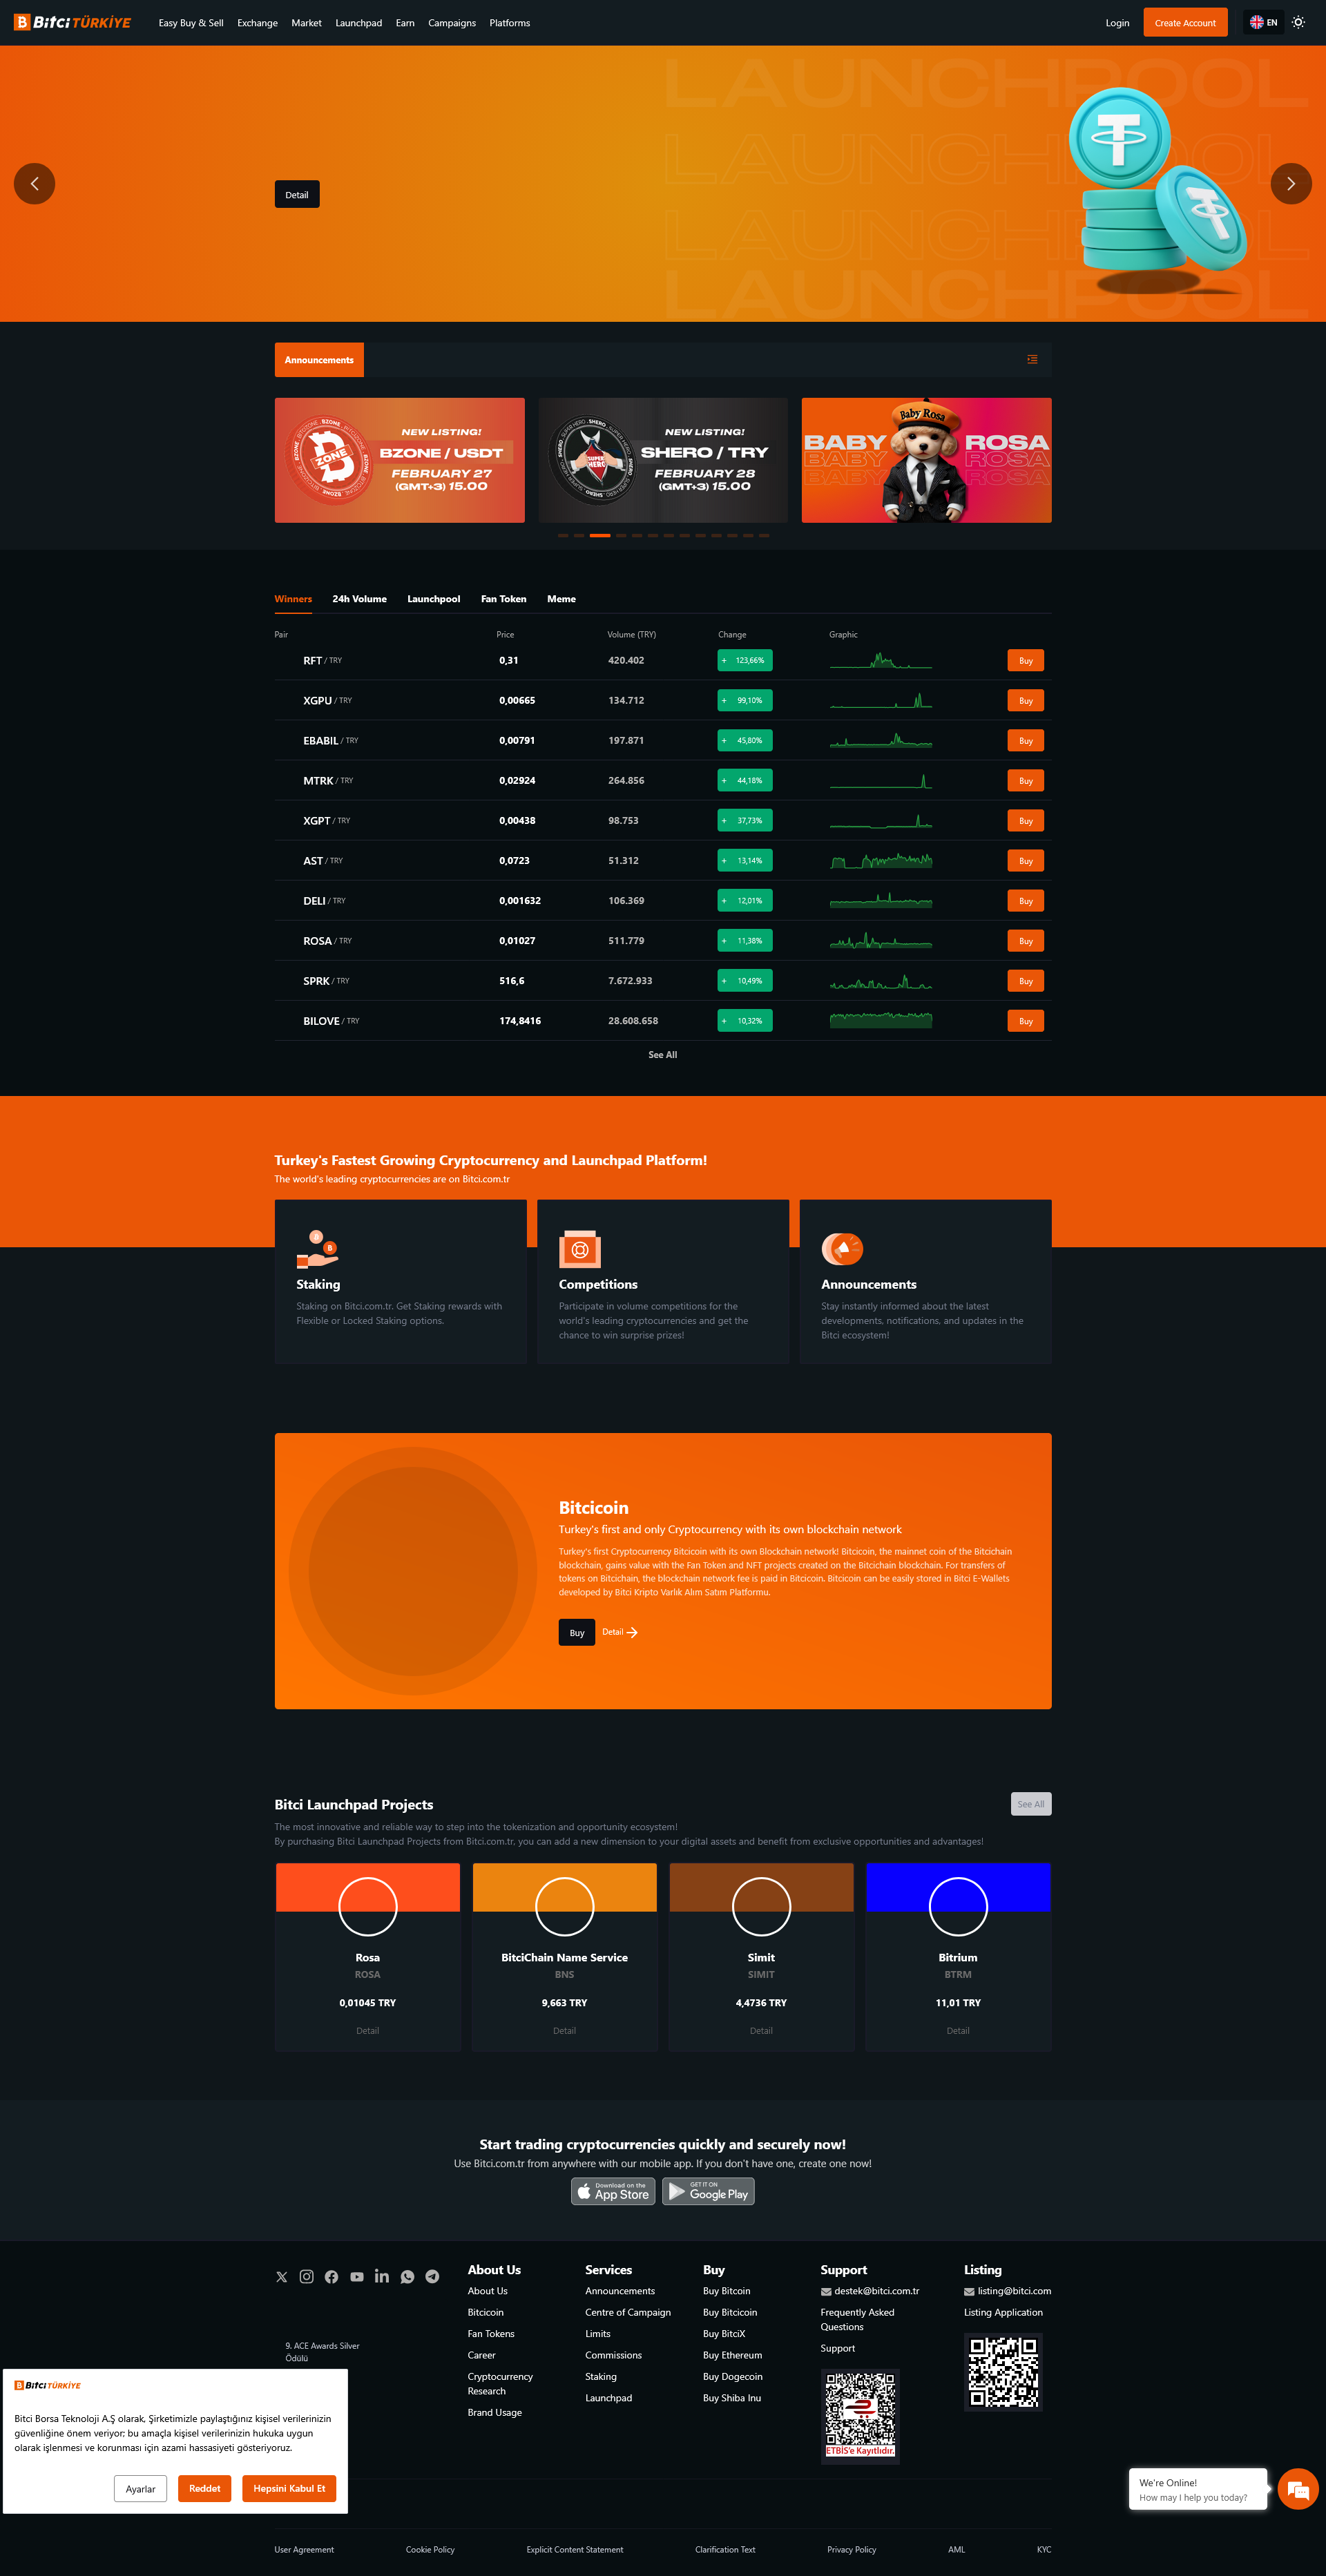 Bitci TÜRKİYE
Easy Buy & Sell
Exchange
Market
Launchpad
Earn
Campaigns
Platforms
Login
Create Account
EN
LAUNCHPOOL
LAUNCHPOOL
LAUNCHPOOL
LAUNCHPOOL
Detail
Announcements
NEW LISTING!
BZONE / USDT
FEBRUARY 27
(GMT+3) 15.00
NEW LISTING!
SHERO / TRY
FEBRUARY 28
(GMT+3) 15.00
Baby Rosa
BABY ROSA
BABY ROSA
BABY ROSA
Winners
24h Volume
Launchpool
Fan Token
Meme
Pair Price Volume (TRY) Change Graphic
RFT / TRY 0,31 420.402 + 123,66% Buy
XGPU / TRY 0,00665 134.712 + 99,10% Buy
EBABIL / TRY 0,00791 197.871 + 45,80% Buy
MTRK / TRY 0,02924 264.856 + 44,18% Buy
XGPT / TRY 0,00438 98.753 + 37,73% Buy
AST / TRY 0,0723 51.312 + 13,14% Buy
DELI / TRY 0,001632 106.369 + 12,01% Buy
ROSA / TRY 0,01027 511.779 + 11,38% Buy
SPRK / TRY 516,6 7.672.933 + 10,49% Buy
BILOVE / TRY 174,8416 28.608.658 + 10,32% Buy
See All
Turkey's Fastest Growing Cryptocurrency and Launchpad Platform!
The world's leading cryptocurrencies are on Bitci.com.tr
Staking
Staking on Bitci.com.tr. Get Staking rewards with
Flexible or Locked Staking options.
Competitions
Participate in volume competitions for the
world's leading cryptocurrencies and get the
chance to win surprise prizes!
Announcements
Stay instantly informed about the latest
developments, notifications, and updates in the
Bitci ecosystem!
Bitcicoin
Turkey's first and only Cryptocurrency with its own blockchain network
Turkey's first Cryptocurrency Bitcicoin with its own Blockchain network! Bitcicoin, the mainnet coin of the Bitcichain
blockchain, gains value with the Fan Token and NFT projects created on the Bitcichain blockchain. For transfers of
tokens on Bitcichain, the blockchain network fee is paid in Bitcicoin. Bitcicoin can be easily stored in Bitci E-Wallets
developed by Bitci Kripto Varlık Alım Satım Platformu.
Buy
Detail
Bitci Launchpad Projects
See All
The most innovative and reliable way to step into the tokenization and opportunity ecosystem!
By purchasing Bitci Launchpad Projects from Bitci.com.tr, you can add a new dimension to your digital assets and benefit from exclusive opportunities and advantages!
Rosa
ROSA
0,01045 TRY
Detail
BitciChain Name Service
BNS
9,663 TRY
Detail
Simit
SIMIT
4,4736 TRY
Detail
Bitrium
BTRM
11,01 TRY
Detail
Start trading cryptocurrencies quickly and securely now!
Use Bitci.com.tr from anywhere with our mobile app. If you don't have one, create one now!
Download on the
App Store
GET IT ON
Google Play
9. ACE Awards Silver
Ödülü
About Us
About Us
Bitcicoin
Fan Tokens
Career
Cryptocurrency
Research
Brand Usage
Services
Announcements
Centre of Campaign
Limits
Commissions
Staking
Launchpad
Buy
Buy Bitcoin
Buy Bitcicoin
Buy BitciX
Buy Ethereum
Buy Dogecoin
Buy Shiba Inu
Support
destek@bitci.com.tr
Frequently Asked
Questions
Support
ETBİS'e Kayıtlıdır.
Listing
listing@bitci.com
Listing Application
Bitci TÜRKİYE
Bitci Borsa Teknoloji A.Ş olarak, Şirketimizle paylaştığınız kişisel verilerinizin
güvenliğine önem veriyor; bu amaçla kişisel verilerinizin hukuka uygun
olarak işlenmesi ve korunması için azami hassasiyeti gösteriyoruz.
Ayarlar
Reddet
Hepsini Kabul Et
We're Online!
How may I help you today?
User Agreement
Cookie Policy
Explicit Content Statement
Clarification Text
Privacy Policy
AML
KYC